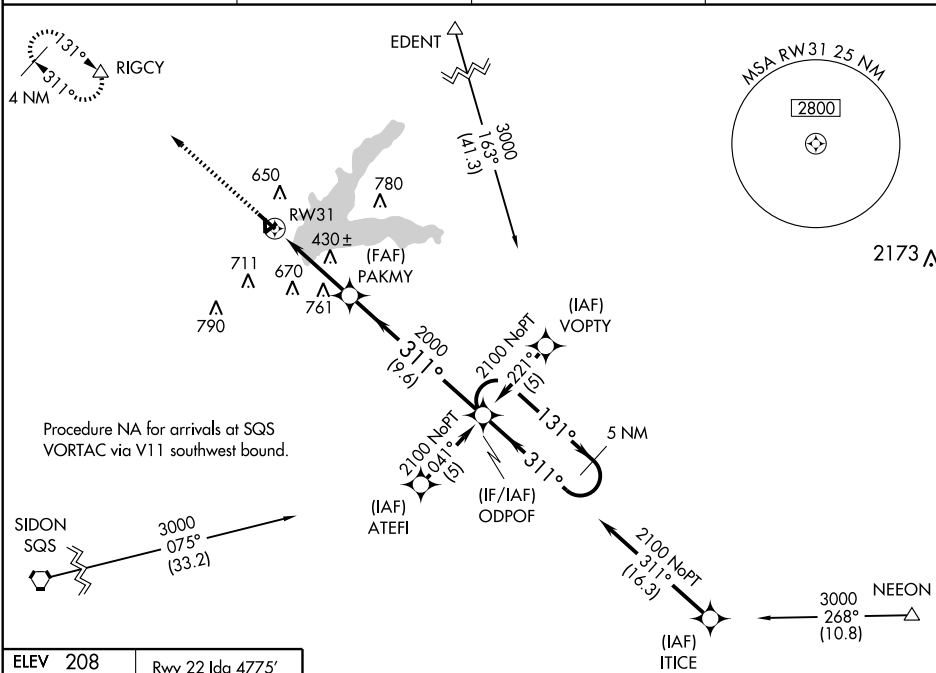 131°
311°
4 NM
RIGCY
EDENT
3000
163°
(41.3)
MSA RW31 25 NM
2800
2173
650
780
RW31
430 ±
(FAF)
PAKMY
711
670
761
790
2000
311°
(9.6)
2100 NoPT
221°
(5)
(IAF)
VOPTY
131°
5 NM
311°
2100 NoPT
041°
(5)
(IAF)
ATEFI
(IF/IAF)
ODPOF
Procedure NA for arrivals at SQS
VORTAC via V11 southwest bound.
SIDON
SQS
3000
075°
(33.2)
2100 NoPT
311°
(16.3)
(IAF)
ITICE
3000
268°
(10.8)
NEEON
ELEV 208
Rwy 22 ldg 4775'